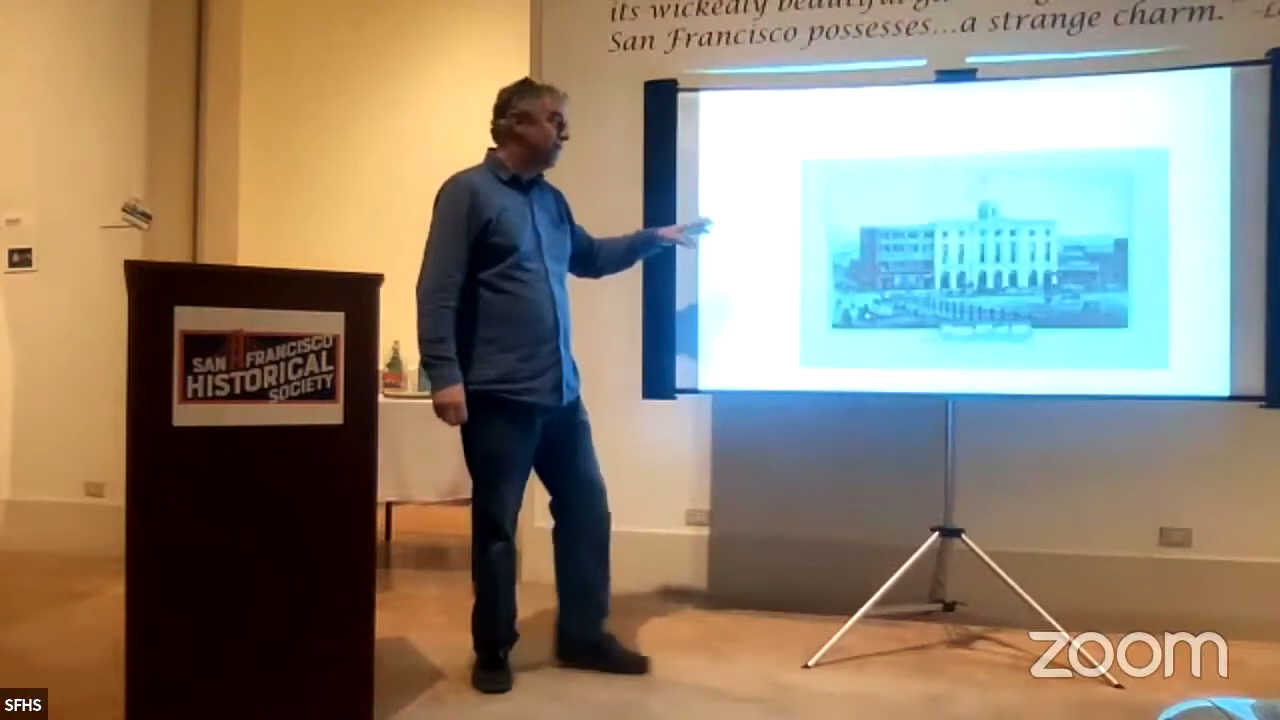 its wickedly beautiful
San Francisco possesses...a strange charm."
SAN FRANCISCO
HISTORICAL
SOCIETY
zoom
SFHS